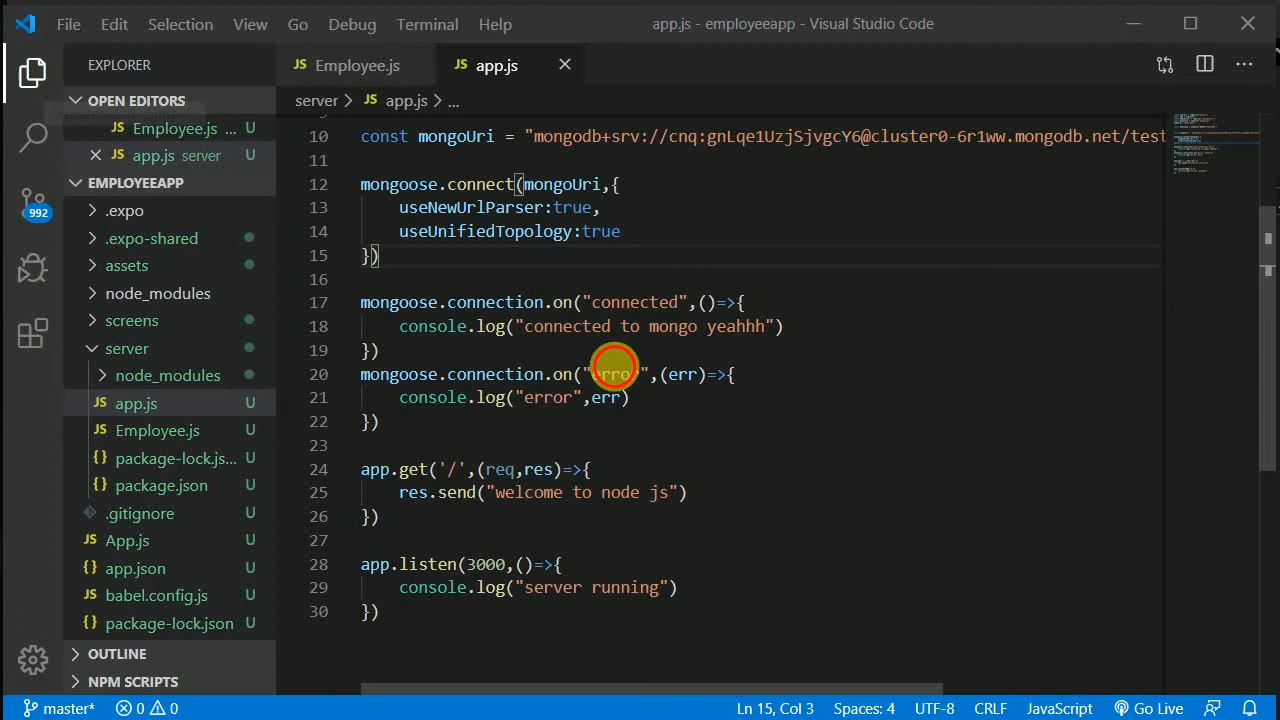 File Edit Selection View Go Debug Terminal Help app.js - employeeapp - Visual Studio Code
EXPLORER
OPEN EDITORS
JS Employee.js ... U
app.js server U
EMPLOYEEAPP
.expo
.expo-shared
assets
node_modules
screens
server
node_modules
JS app.js U
JS Employee.js U
{} package-lock.js... U
{} package.json U
.gitignore U
JS App.js U
{} app.json U
JS babel.config.js U
{} package-lock.json U
OUTLINE
NPM SCRIPTS
992
JS Employee.js JS app.js
server > JS app.js > ...
10 const mongoUri = "mongodb+srv://cnq:gnLqe1UzjSjvgcY6@cluster0-6r1ww.mongodb.net/test
11
12 mongoose.connect(mongoUri,{
13 useNewUrlParser:true,
14 useUnifiedTopology:true
15 })
16
17 mongoose.connection.on("connected",()=>{
18 console.log("connected to mongo yeahhh")
19 })
20 mongoose.connection.on("error",(err)=>{
21 console.log("error",err)
22 })
23
24 app.get('/',(req,res)=>{
25 res.send("welcome to node js")
26 })
27
28 app.listen(3000,()=>{
29 console.log("server running")
30 })
master* 0 0 Ln 15, Col 3 Spaces: 4 UTF-8 CRLF JavaScript Go Live